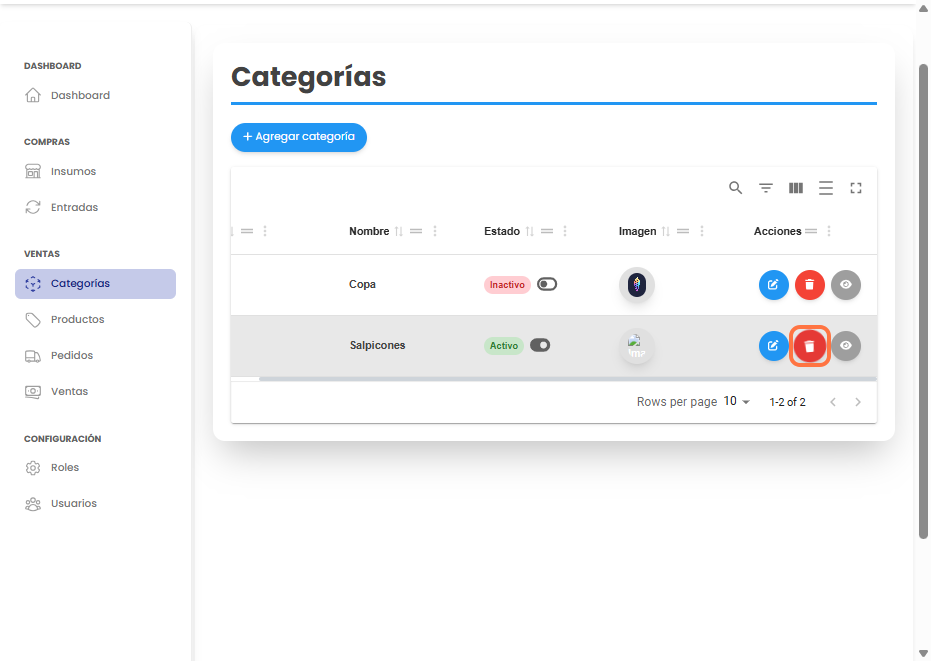 DASHBOARD
Dashboard
COMPRAS
Insumos
Entradas
VENTAS
Categorías
Productos
Pedidos
Ventas
CONFIGURACIÓN
Roles
Usuarios
Categorías
+ Agregar categoría
Nombre Estado Imagen Acciones
Copa Inactivo
Salpicones Activo
Rows per page 10 1-2 of 2